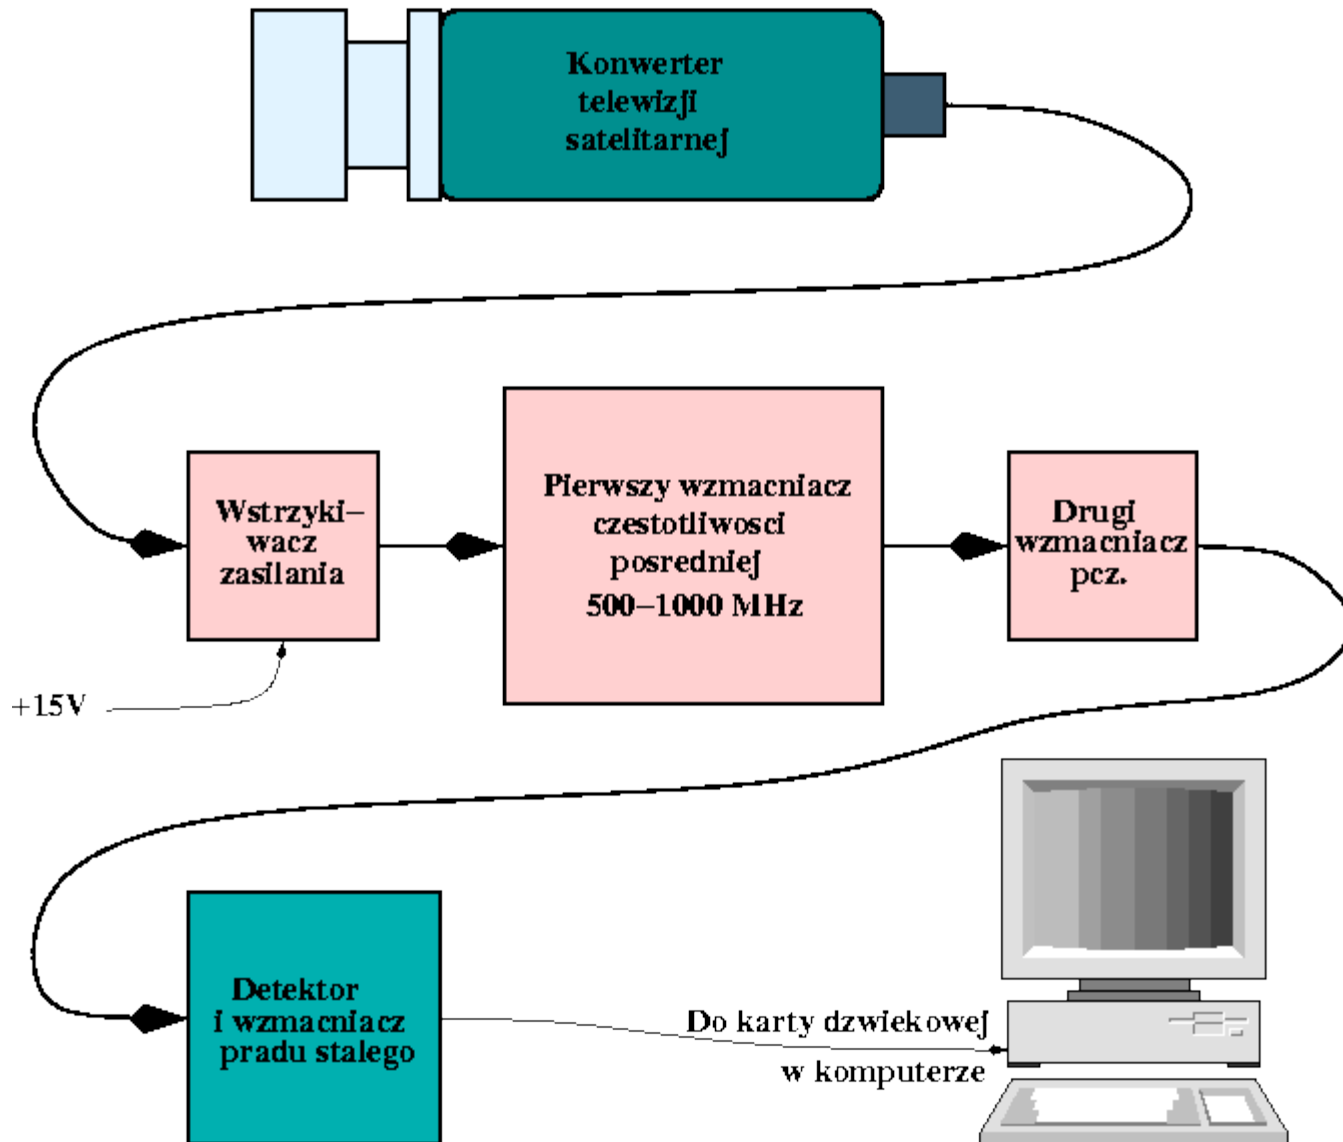 Konwerter
telewizji
satelitarnej
Wstrzyki-
wacz
zasilania
+15V
Pierwszy wzmacniacz
czestotliwosci
posredniej
500-1000 MHz
Drugi
wzmacniacz
pcz.
Detektor
i wzmacniacz
pradu stalego
Do karty dzwiekowej
w komputerze